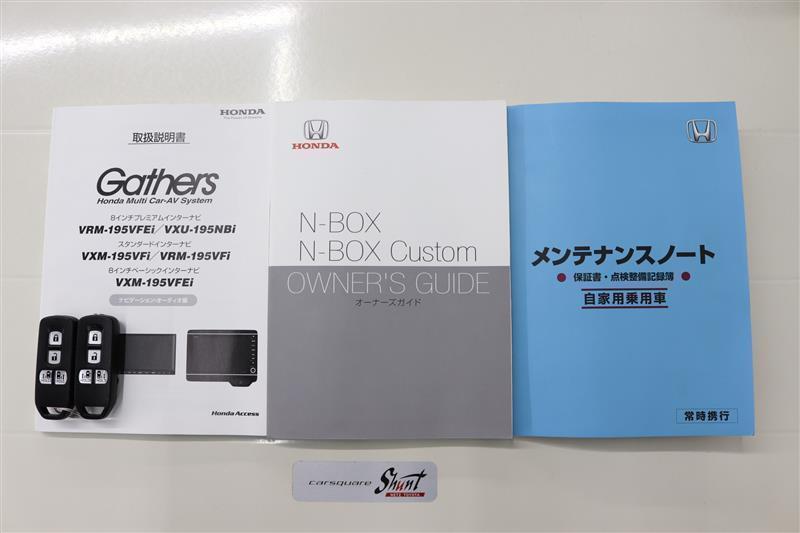 HONDA
The Power of Dreams
取扱説明書
Gathers
Honda Multi Car-AV System
8インチプレミアムインターナビ
VRM-195VFEi／VXU-195NBi
スタンダードインターナビ
VXM-195VFi／VRM-195VFi
8インチベーシックインターナビ
VXM-195VFEi
ナビゲーション・オーディオ編
Honda Access
HONDA
N-BOX
N-BOX Custom
OWNER'S GUIDE
オーナーズガイド
メンテナンスノート
保証書・点検整備記録簿
自家用乗用車
常時携行
HOLD
HOLD
carsquare Shunt
NETZ TOYOTA